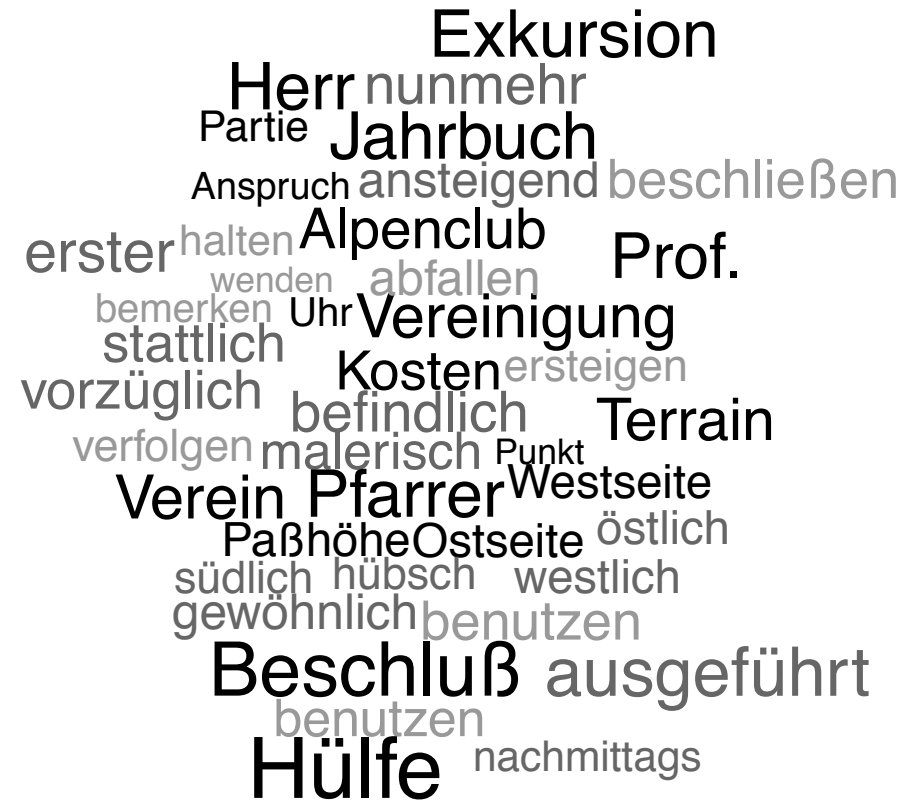 Exkursion
Herr nunmehr
Partie Jahrbuch
Anspruch ansteigend beschließen
erster halten Alpenclub Prof.
wenden abfallen
bemerken Uhr Vereinigung
stattlich
Kosten ersteigen
vorzüglich befindlich Terrain
verfolgen malerisch Punkt
Verein Pfarrer Westseite
Paßhöhe Ostseite östlich
südlich hübsch westlich
gewöhnlich benutzen
Beschluß ausgeführt
benutzen
Hülfe nachmittags